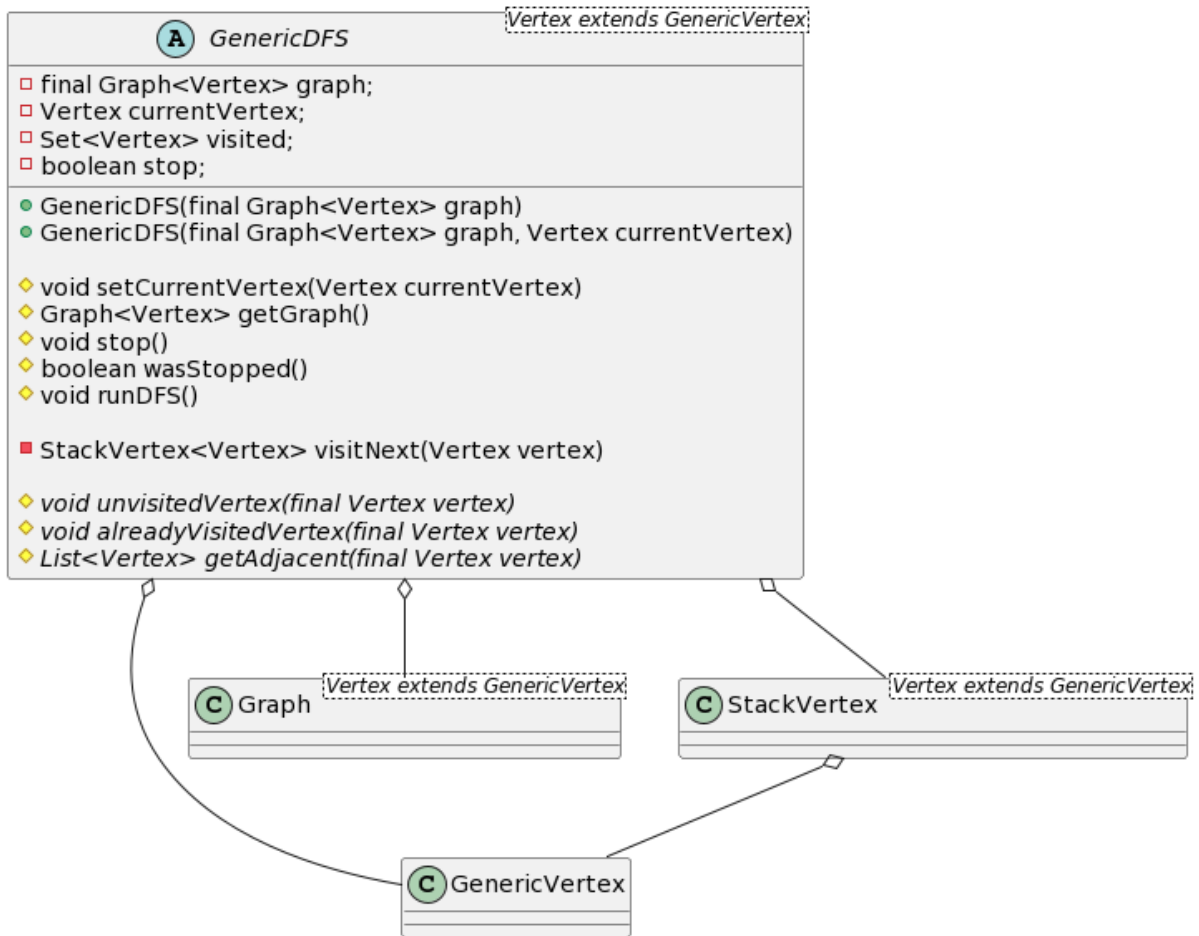 Vertex extends GenericVertex
A GenericDFS
final Graph<Vertex> graph;
Vertex currentVertex;
Set<Vertex> visited;
boolean stop;
GenericDFS(final Graph<Vertex> graph)
GenericDFS(final Graph<Vertex> graph, Vertex currentVertex)
void setCurrentVertex(Vertex currentVertex)
Graph<Vertex> getGraph()
void stop()
boolean wasStopped()
void runDFS()
StackVertex<Vertex> visitNext(Vertex vertex)
void unvisitedVertex(final Vertex vertex)
void alreadyVisitedVertex(final Vertex vertex)
List<Vertex> getAdjacent(final Vertex vertex)
Vertex extends GenericVertex
C Graph
Vertex extends GenericVertex
C StackVertex
C GenericVertex